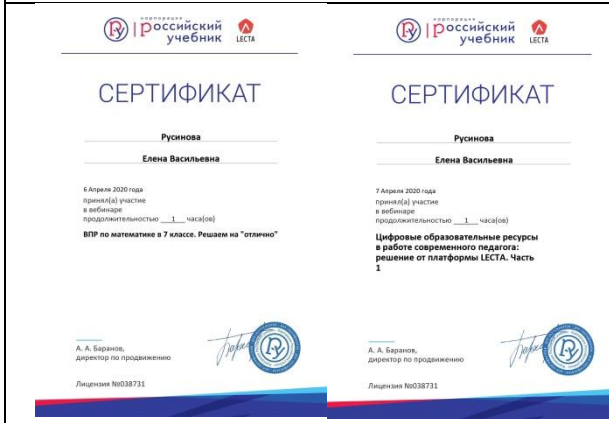 корпорация
российский
учебник
LECTA
СЕРТИФИКАТ
Русинова
Елена Васильевна
6 Апреля 2020 года
принял(а) участие
в вебинаре
продолжительностью 1 часа(ов)
ВПР по математике в 7 классе. Решаем на "отлично"
А. А. Баранов,
директор по продвижению
Лицензия №038731
корпорация
российский
учебник
LECTA
СЕРТИФИКАТ
Русинова
Елена Васильевна
7 Апреля 2020 года
принял(а) участие
в вебинаре
продолжительностью 1 часа(ов)
Цифровые образовательные ресурсы
в работе современного педагога:
решение от платформы LECTA. Часть
1
А. А. Баранов,
директор по продвижению
Лицензия №038731